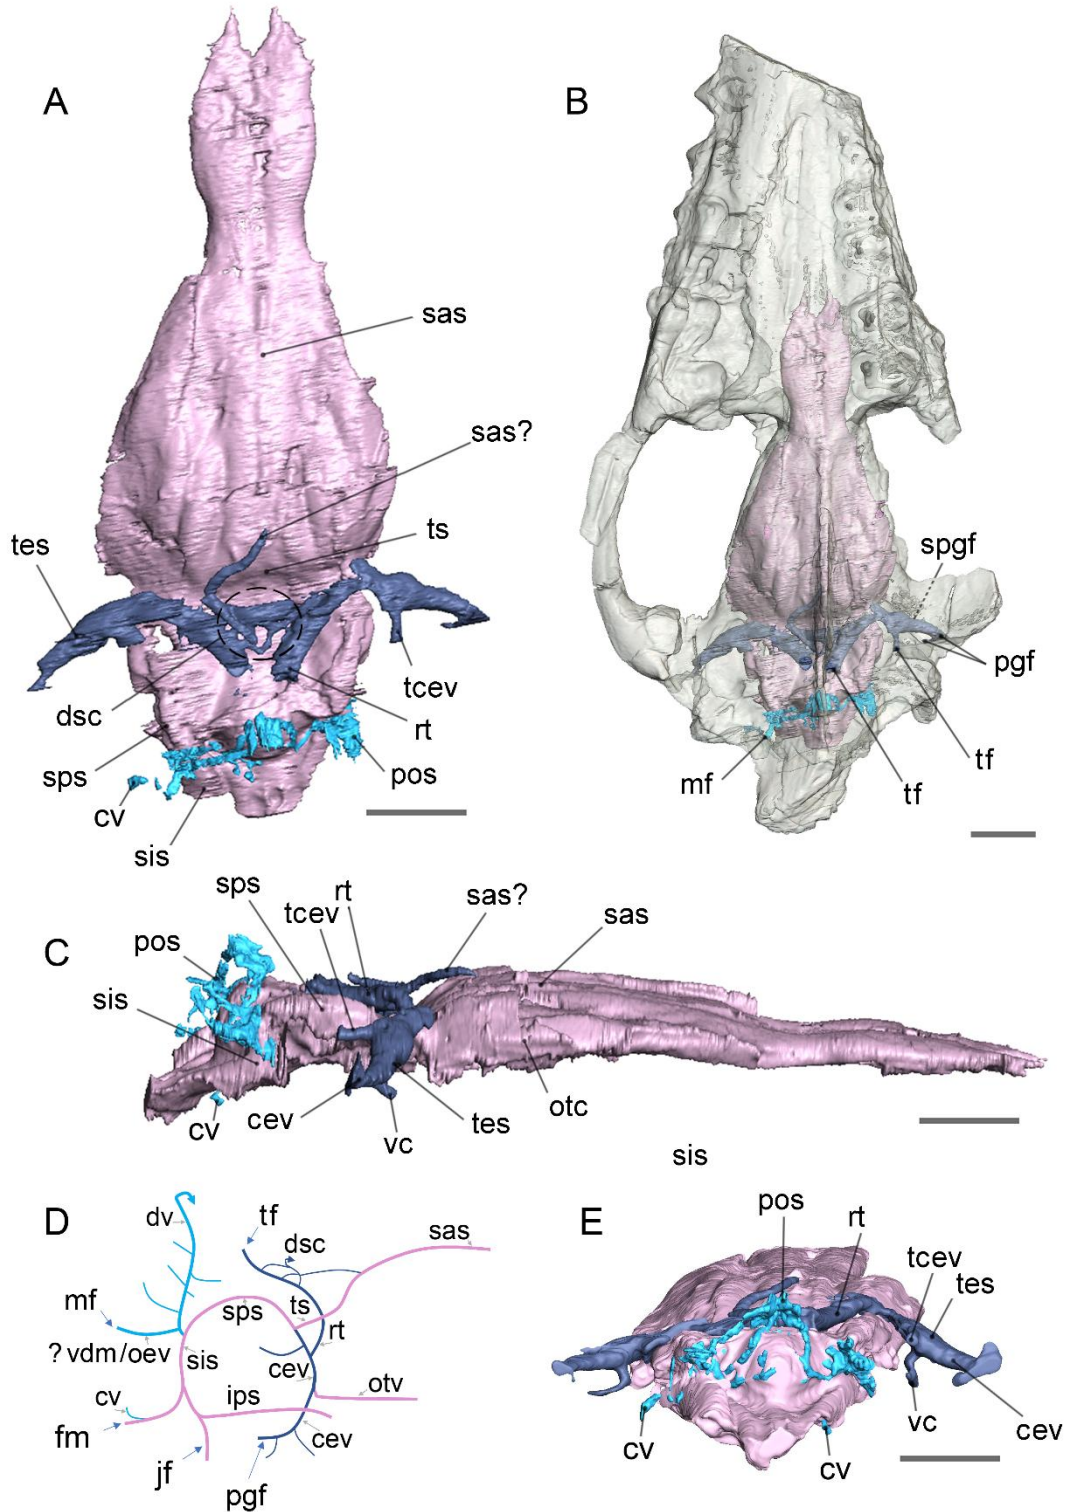 A
B
sas
sas?
tes
ts
spgf
pgf
tcev
dsc
rt
sps
pos
tf
mf
tf
cv
sis
sps
rt
tcev
sas?
sas
C
pos
sis
cv
cev
vc
tes
otc
sis
D
dv
tf
dsc
sas
mf
sps
ts
rt
? vdm/oev
sis
cev
cv
ips
otv
fm
cev
jf
pgf
E
pos
rt
tcev
tes
vc
cev
cv
cv